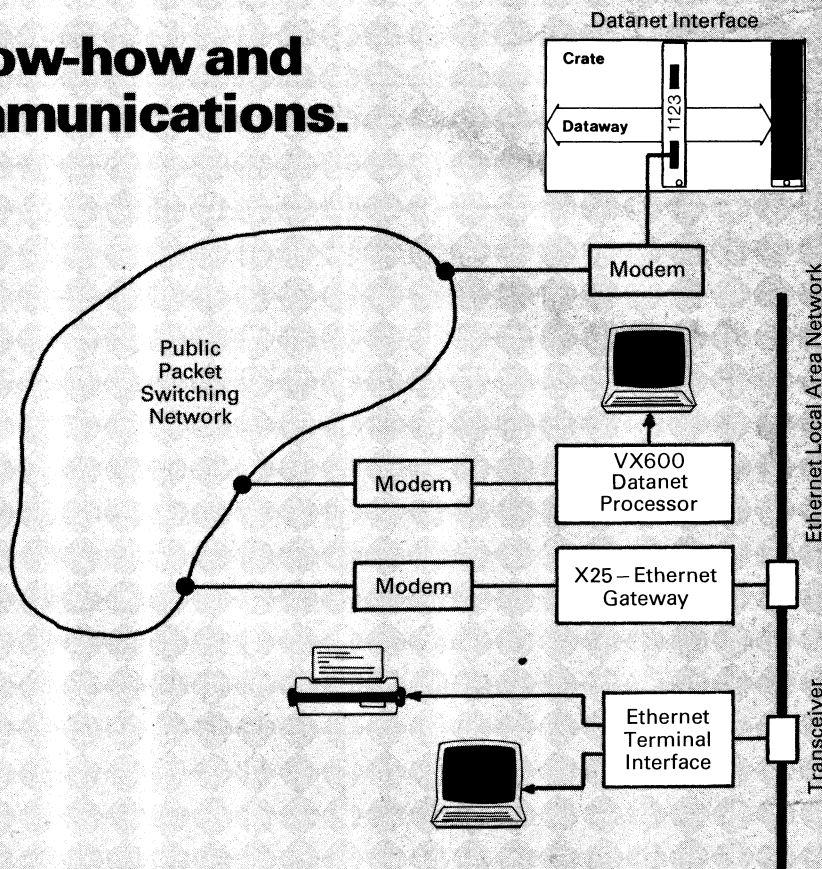 ow-how and
mmunications.
Datanet Interface
Crate
Dataway
1123
Modem
Public
Packet
Switching
Network
Modem
VX600
Datanet
Processor
Modem
X25 – Ethernet
Gateway
Ethernet Local Area Network
Ethernet
Terminal
Interface
Transceiver